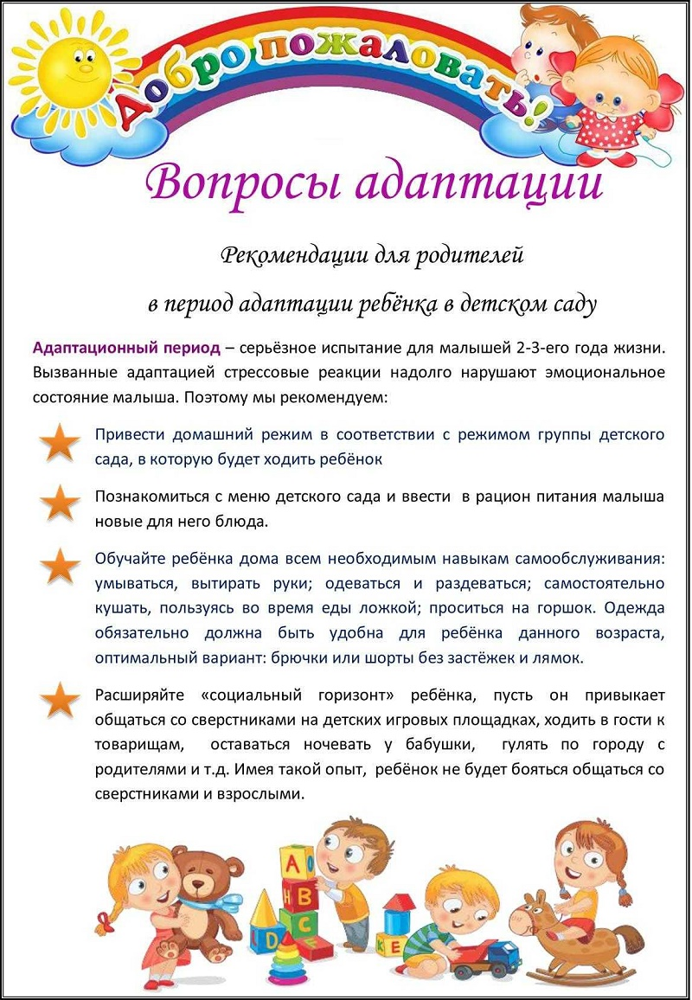 Добро пожаловать!
Вопросы адаптации
Рекомендации для родителей
в период адаптации ребёнка в детском саду
Адаптационный период – серьёзное испытание для малышей 2-3-его года жизни.
Вызванные адаптацией стрессовые реакции надолго нарушают эмоциональное
состояние малыша. Поэтому мы рекомендуем:
Привести домашний режим в соответствии с режимом группы детского
сада, в которую будет ходить ребёнок
Познакомиться с меню детского сада и ввести в рацион питания малыша
новые для него блюда.
Обучайте ребёнка дома всем необходимым навыкам самообслуживания:
умываться, вытирать руки; одеваться и раздеваться; самостоятельно
кушать, пользуясь во время еды ложкой; проситься на горшок. Одежда
обязательно должна быть удобна для ребёнка данного возраста,
оптимальный вариант: брючки или шорты без застёжек и лямок.
Расширяйте «социальный горизонт» ребёнка, пусть он привыкает
общаться со сверстниками на детских игровых площадках, ходить в гости к
товарищам, оставаться ночевать у бабушки, гулять по городу с
родителями и т.д. Имея такой опыт, ребёнок не будет бояться общаться со
сверстниками и взрослыми.
A O
H B
C
D
K E